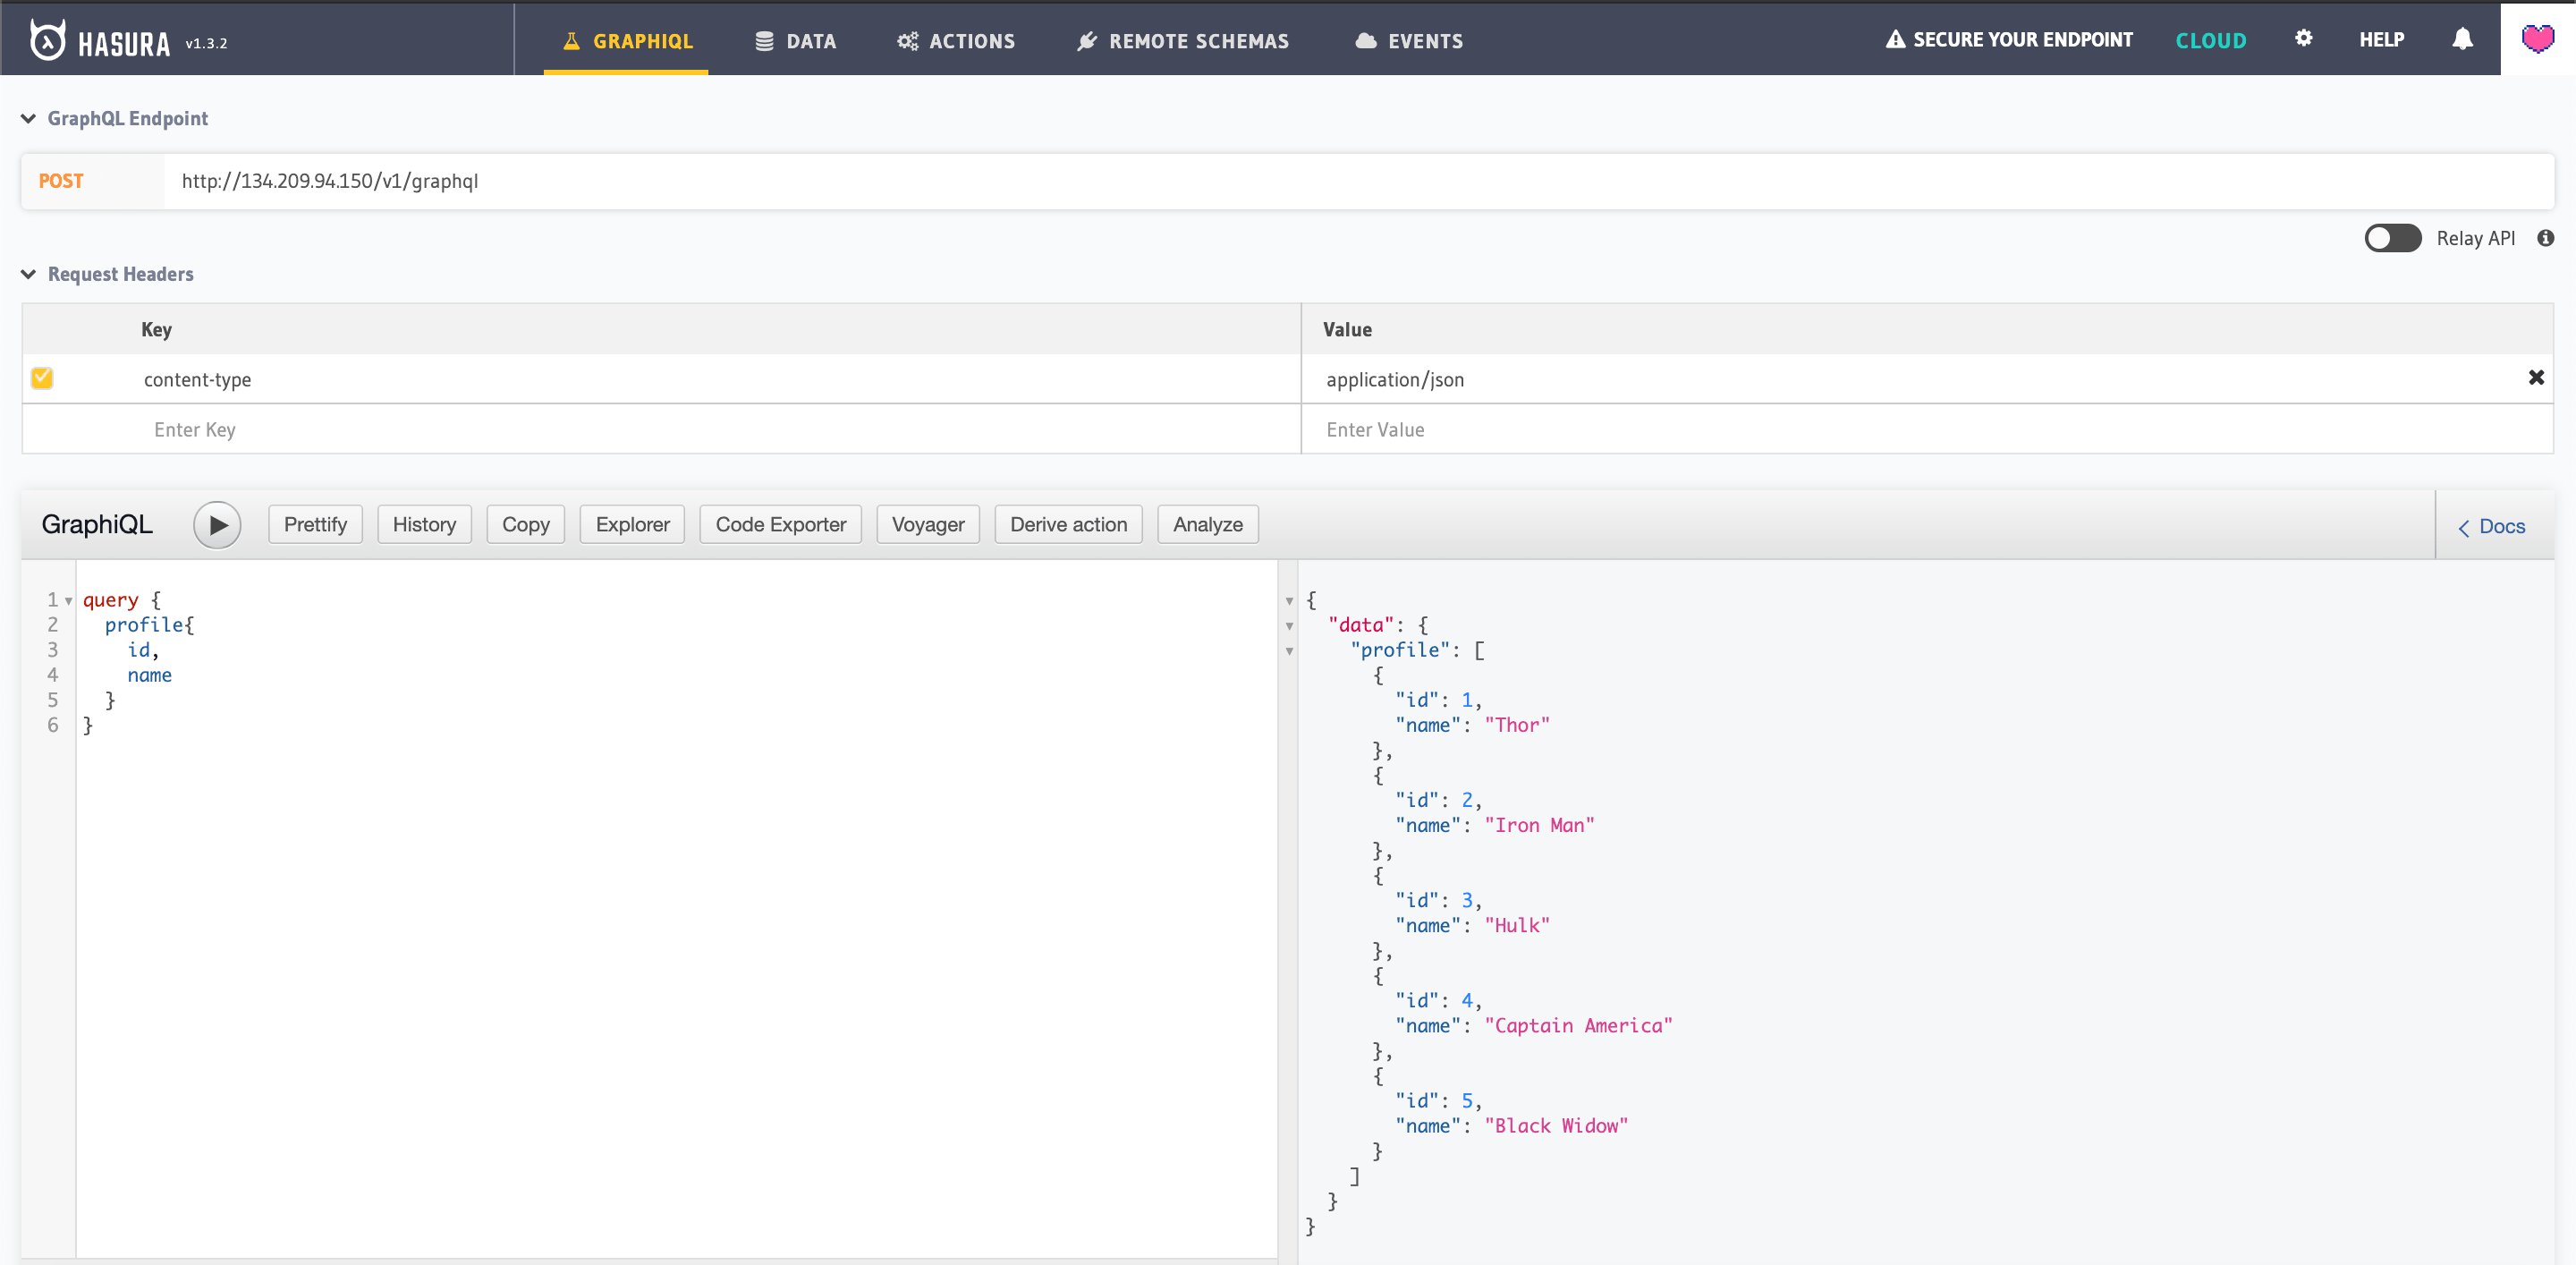 HASURA v1.3.2 GRAPHIQL DATA ACTIONS REMOTE SCHEMAS EVENTS SECURE YOUR ENDPOINT CLOUD HELP
GraphQL Endpoint
POST http://134.209.94.150/v1/graphql
Relay API
Request Headers
Key Value
content-type application/json
Enter Key Enter Value
GraphiQL Prettify History Copy Explorer Code Exporter Voyager Derive action Analyze Docs
1 query {
2 profile{
3 id,
4 name
5 }
6 }
{
"data": {
"profile": [
{
"id": 1,
"name": "Thor"
},
{
"id": 2,
"name": "Iron Man"
},
{
"id": 3,
"name": "Hulk"
},
{
"id": 4,
"name": "Captain America"
},
{
"id": 5,
"name": "Black Widow"
}
]
}
}